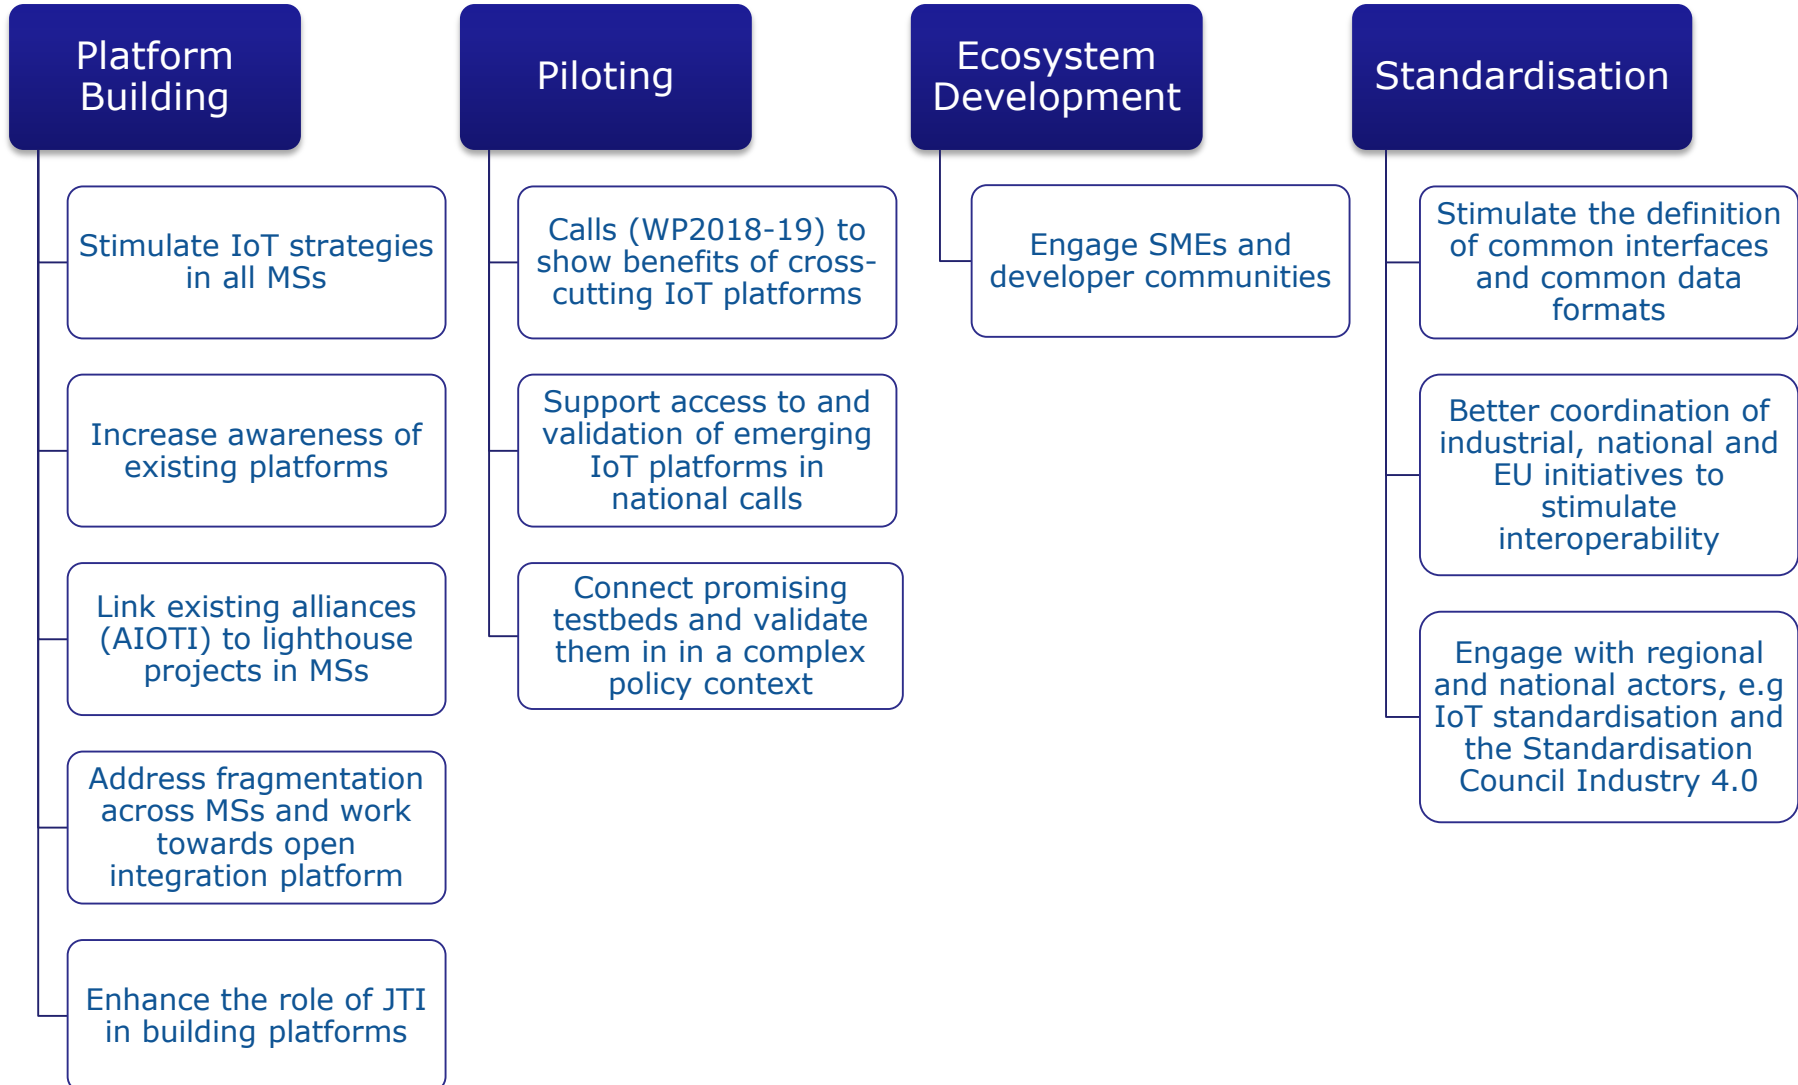 Platform
Building
Stimulate IoT strategies
in all MSs
Increase awareness of
existing platforms
Link existing alliances
(AIOTI) to lighthouse
projects in MSs
Address fragmentation
across MSs and work
towards open
integration platform
Enhance the role of JTI
in building platforms
Piloting
Calls (WP2018-19) to
show benefits of cross-
cutting IoT platforms
Support access to and
validation of emerging
IoT platforms in
national calls
Connect promising
testbeds and validate
them in in a complex
policy context
Ecosystem
Development
Engage SMEs and
developer communities
Standardisation
Stimulate the definition
of common interfaces
and common data
formats
Better coordination of
industrial, national and
EU initiatives to
stimulate
interoperability
Engage with regional
and national actors, e.g
IoT standardisation and
the Standardisation
Council Industry 4.0